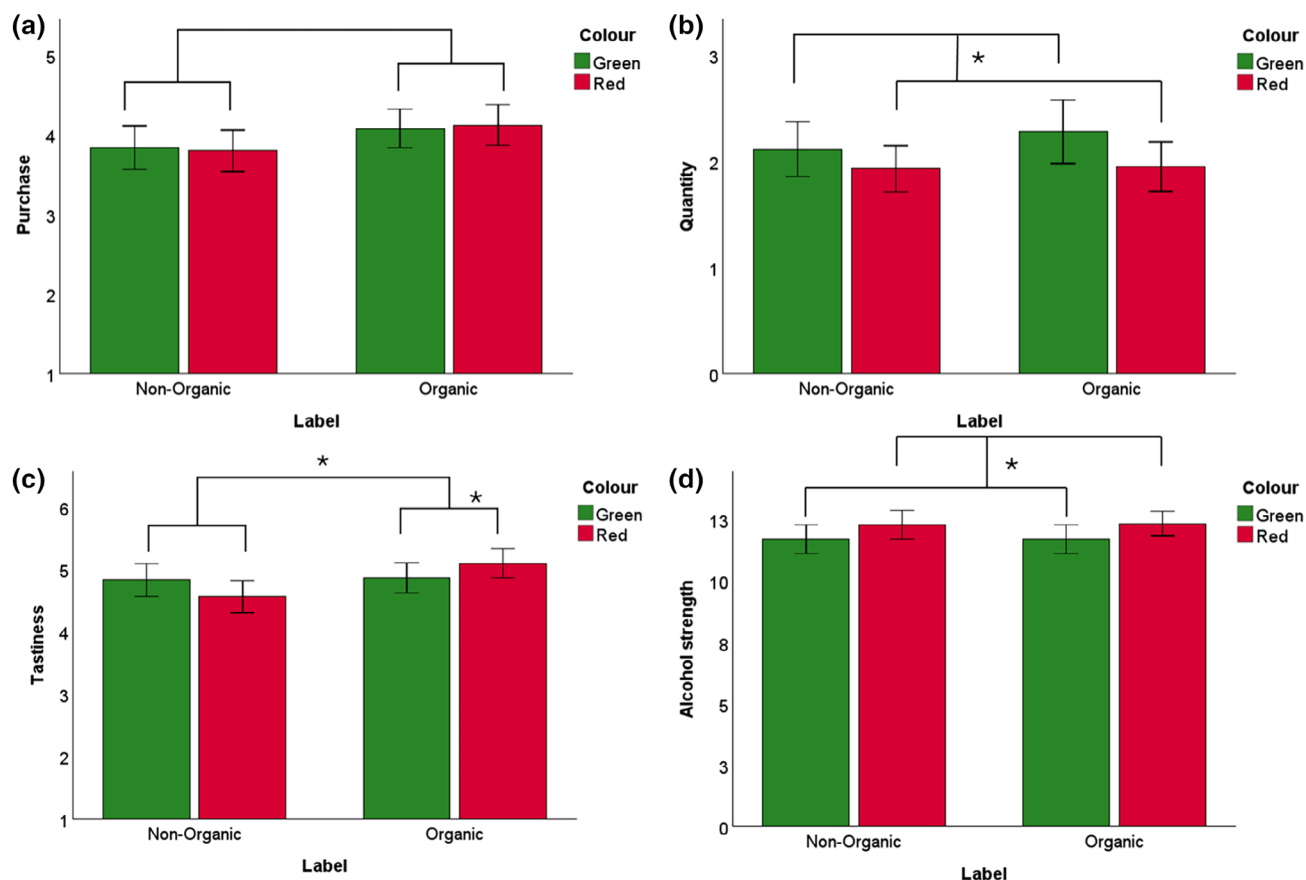 (a)
Colour
Green
Red
5
4
3
2
1
Purchase
Non-Organic Organic
Label
(b)
Colour
Green
Red
*
3
2
1
0
Quantity
Non-Organic Organic
Label
(c)
Colour
Green
Red
*
*
6
5
4
3
2
1
Tastiness
Non-Organic Organic
Label
(d)
Colour
Green
Red
*
13
10
8
5
3
0
Alcohol strength
Non-Organic Organic
Label